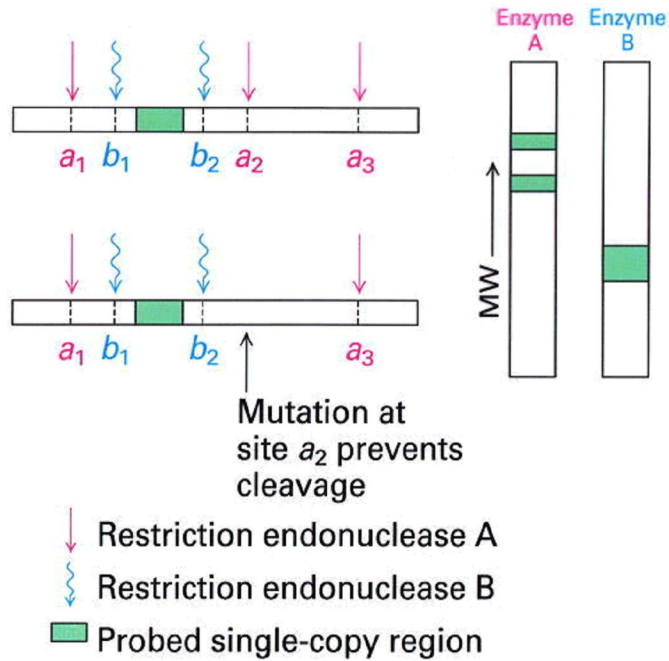 Enzyme A
Enzyme B
a₁ b₁ b₂ a₂ a₃
MW
a₁ b₁ b₂ a₃
Mutation at
site a₂ prevents
cleavage
Restriction endonuclease A
Restriction endonuclease B
Probed single-copy region